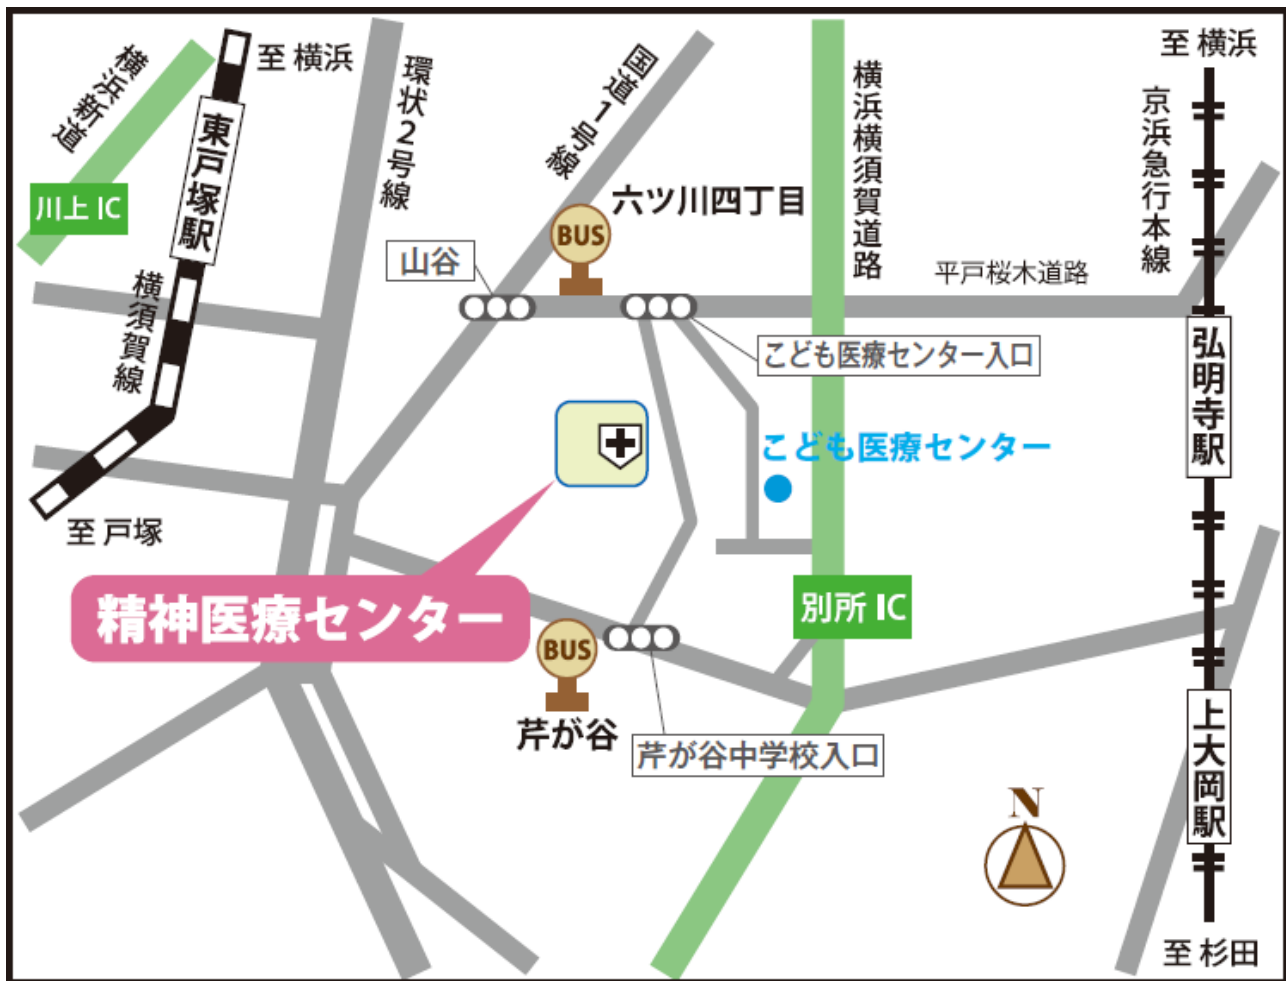 至 横浜
横浜新道
東戸塚駅
川上 IC
横須賀線
至 戸塚
環状2号線
国道1号線
六ツ川四丁目
BUS
山谷
横浜横須賀道路
平戸桜木道路
至 横浜
京浜急行本線
こども医療センター入口
弘明寺駅
こども医療センター
精神医療センター
別所 IC
BUS
芹が谷
芹が谷中学校入口
上大岡駅
N
至 杉田